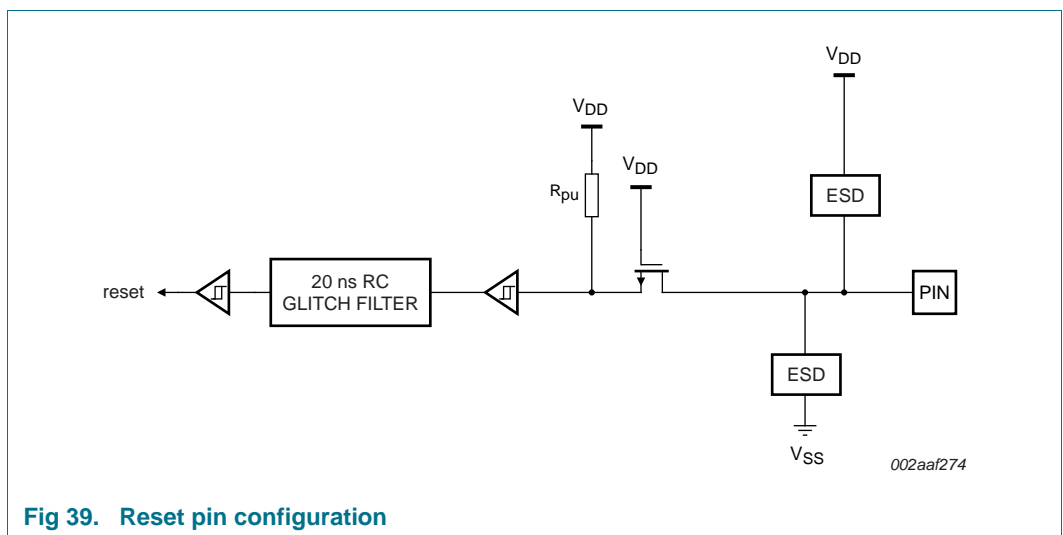 VDD
VDD
VDD
Rpu
ESD
reset
20 ns RC
GLITCH FILTER
PIN
ESD
VSS
002aaf274
Fig 39. Reset pin configuration